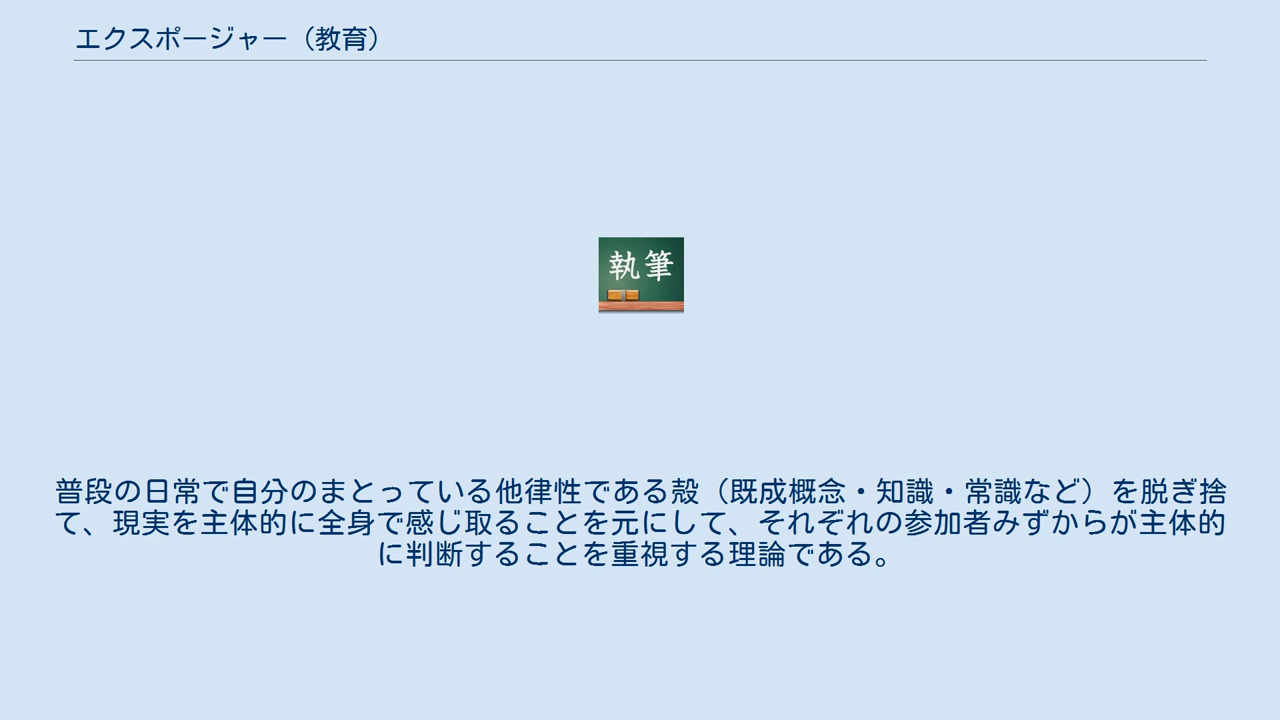 エクスポージャー（教育）
執筆
普段の日常で自分のまとっている他律性である殻（既成概念・知識・常識など）を脱ぎ捨
て、現実を主体的に全身で感じ取ることを元にして、それぞれの参加者みずからが主体的
に判断することを重視する理論である。